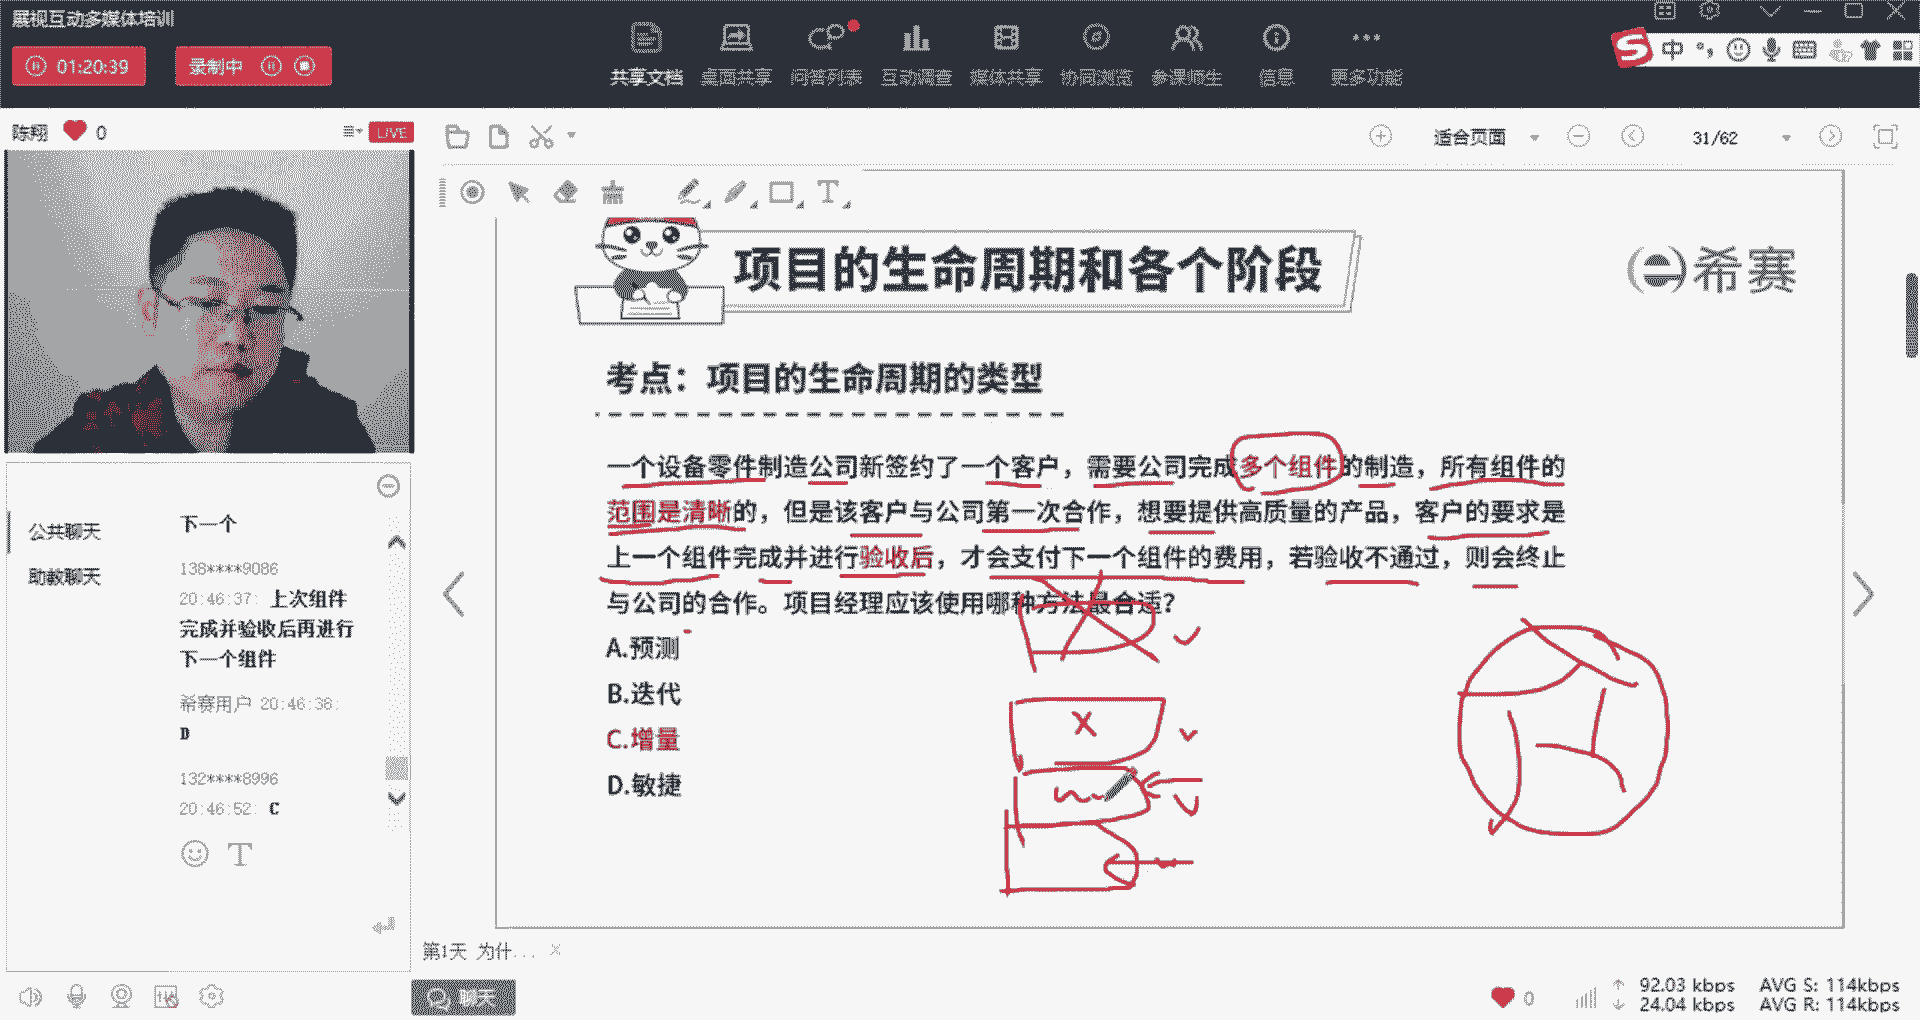 展视互动多媒体培训
01:20:39
录制中
共享文档 桌面共享 问答列表 互动调查 媒体共享 协同浏览 参课师生 信息 更多功能
中
陈翔 0 LIVE
适合页面 31/62
项目的生命周期和各个阶段
希赛
考点：项目的生命周期的类型
一个设备零件制造公司新签约了一个客户，需要公司完成多个组件的制造，所有组件的
范围是清晰的，但是该客户与公司第一次合作，想要提供高质量的产品，客户的要求是
上一个组件完成并进行验收后，才会支付下一个组件的费用，若验收不通过，则会终止
与公司的合作。项目经理应该使用哪种方法最合适？
A.预测
B.迭代
C.增量
D.敏捷
公共聊天
助教聊天
下一个
138****9086
20:46:37: 上次组件
完成并验收后再进行
下一个组件
希赛用户 20:46:38:
D
132****8996
20:46:52: C
第1天 为什...
聊天
0
92.03 kbps AVG S: 114kbps
24.04 kbps AVG R: 114kbps